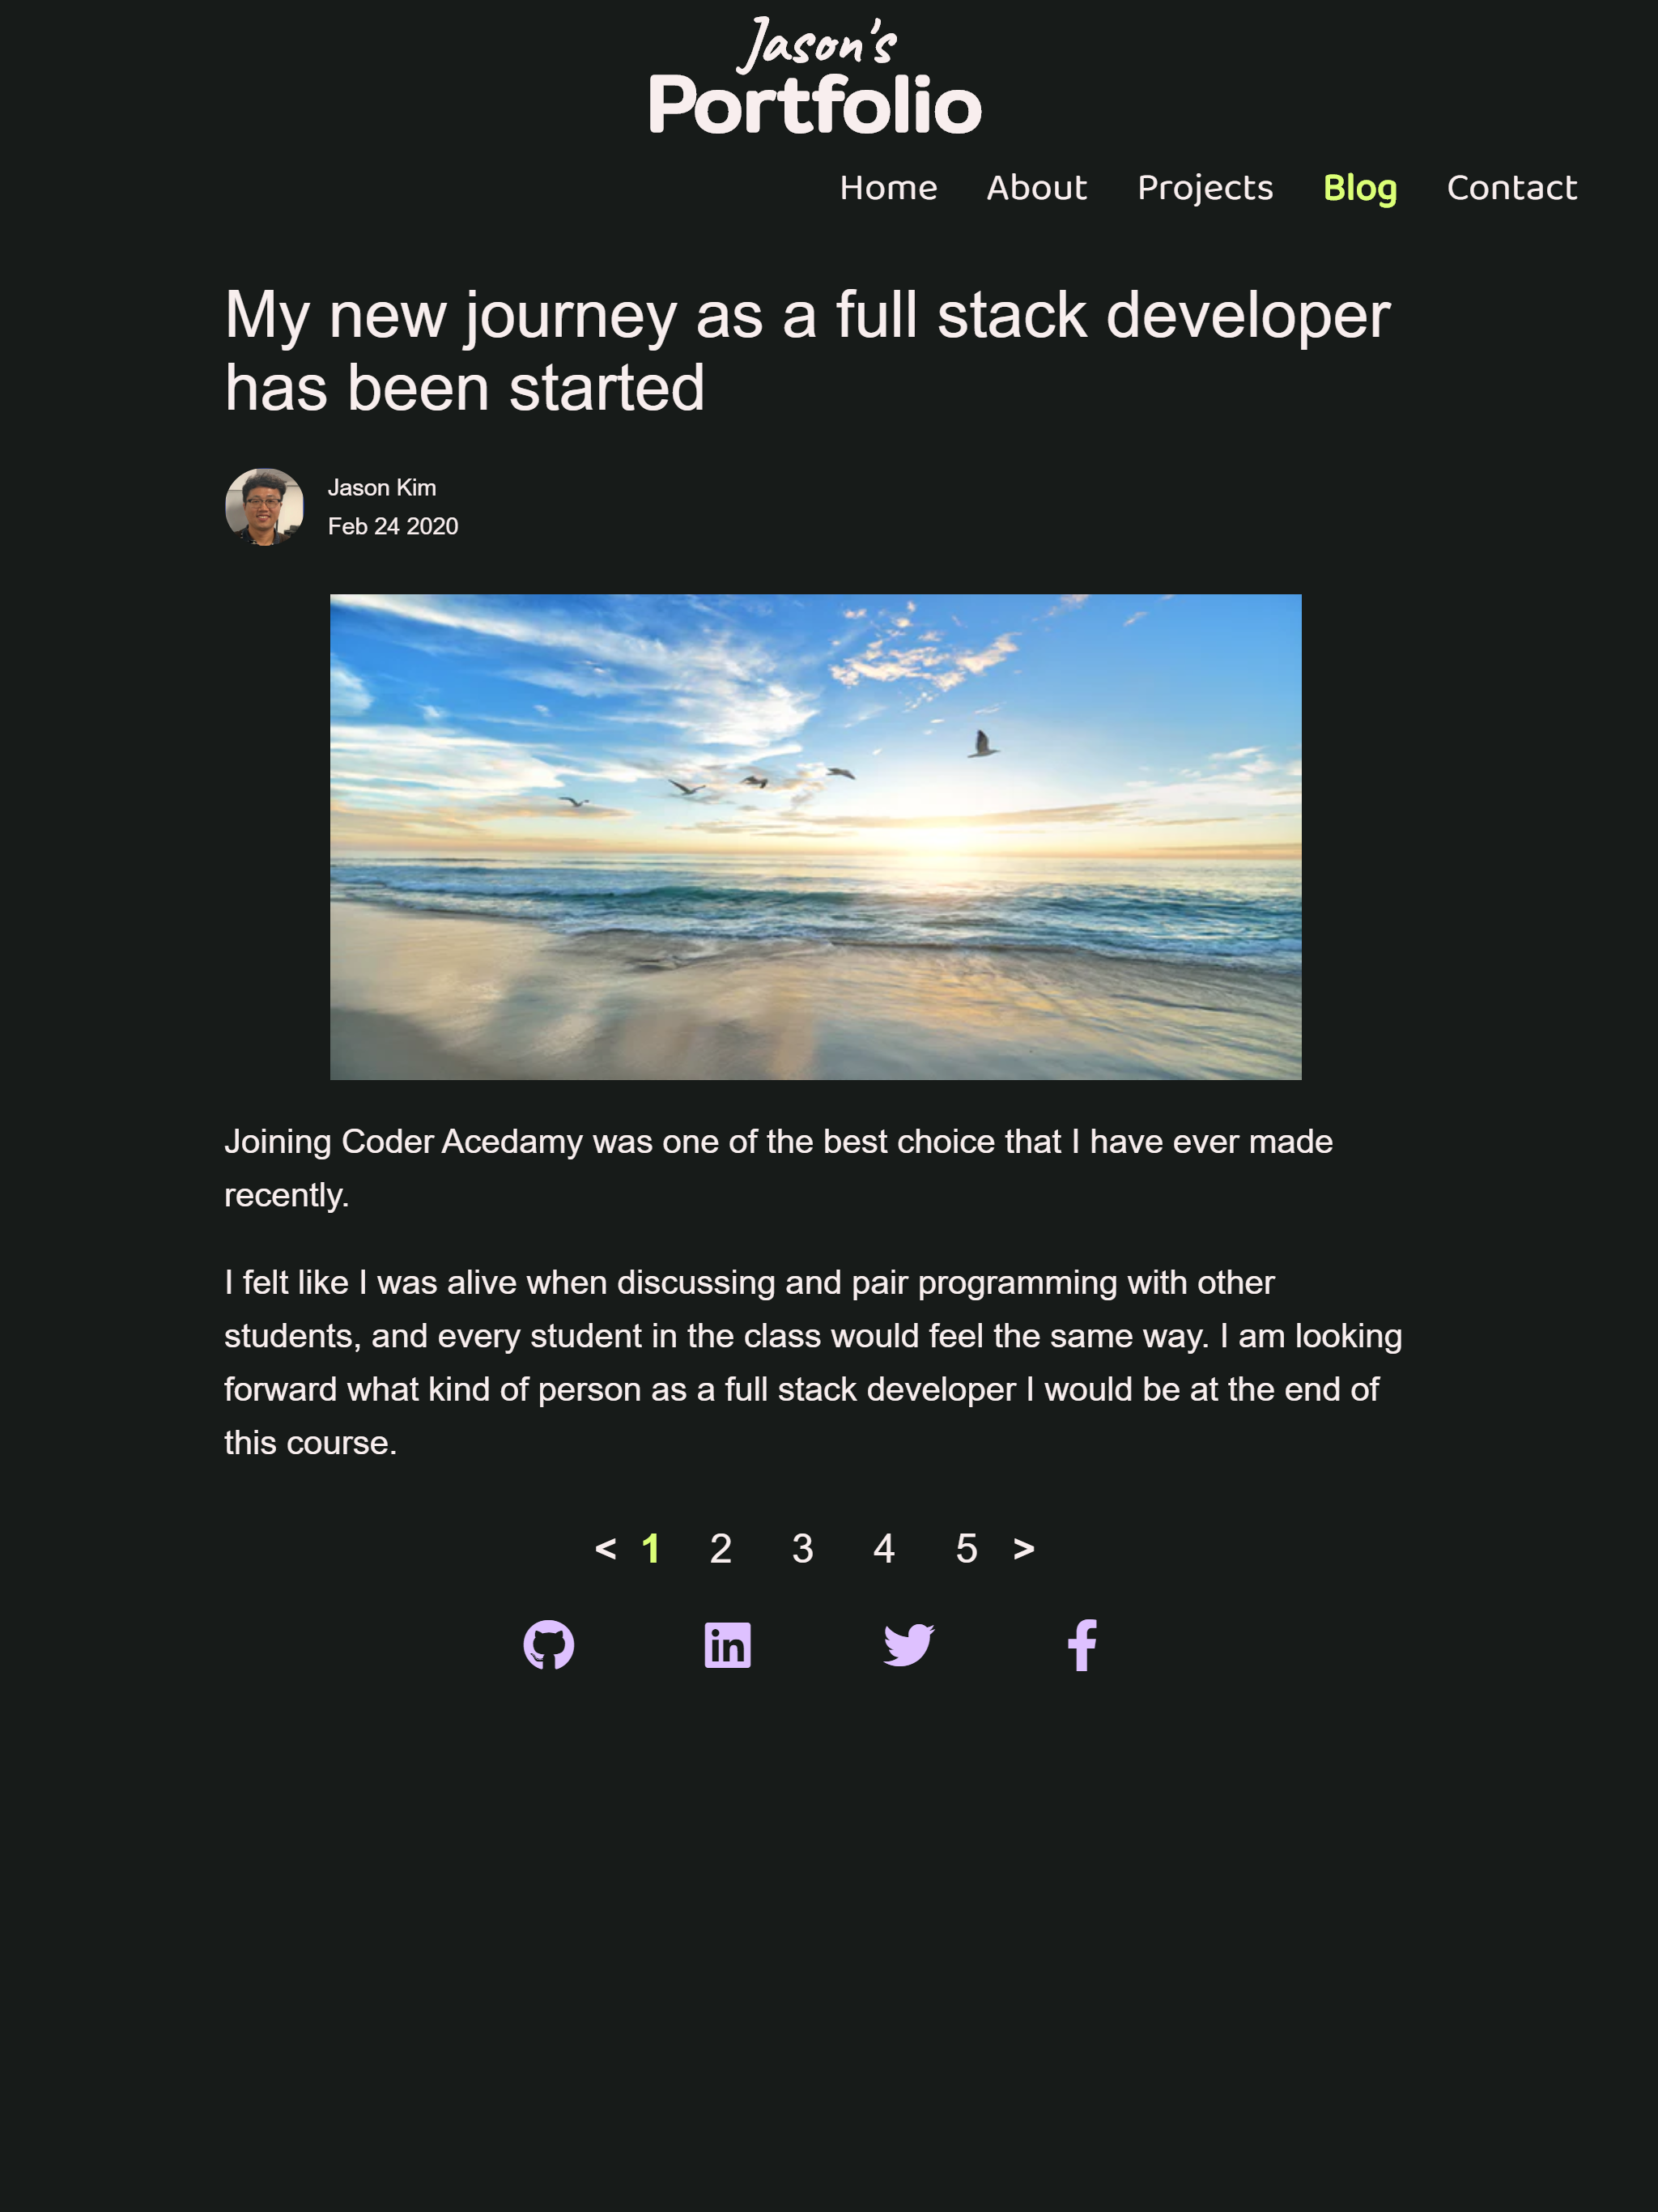 Jason's
Portfolio
Home About Projects Blog Contact
My new journey as a full stack developer
has been started
Jason Kim
Feb 24 2020
Joining Coder Acedamy was one of the best choice that I have ever made
recently.
I felt like I was alive when discussing and pair programming with other
students, and every student in the class would feel the same way. I am looking
forward what kind of person as a full stack developer I would be at the end of
this course.
< 1 2 3 4 5 >